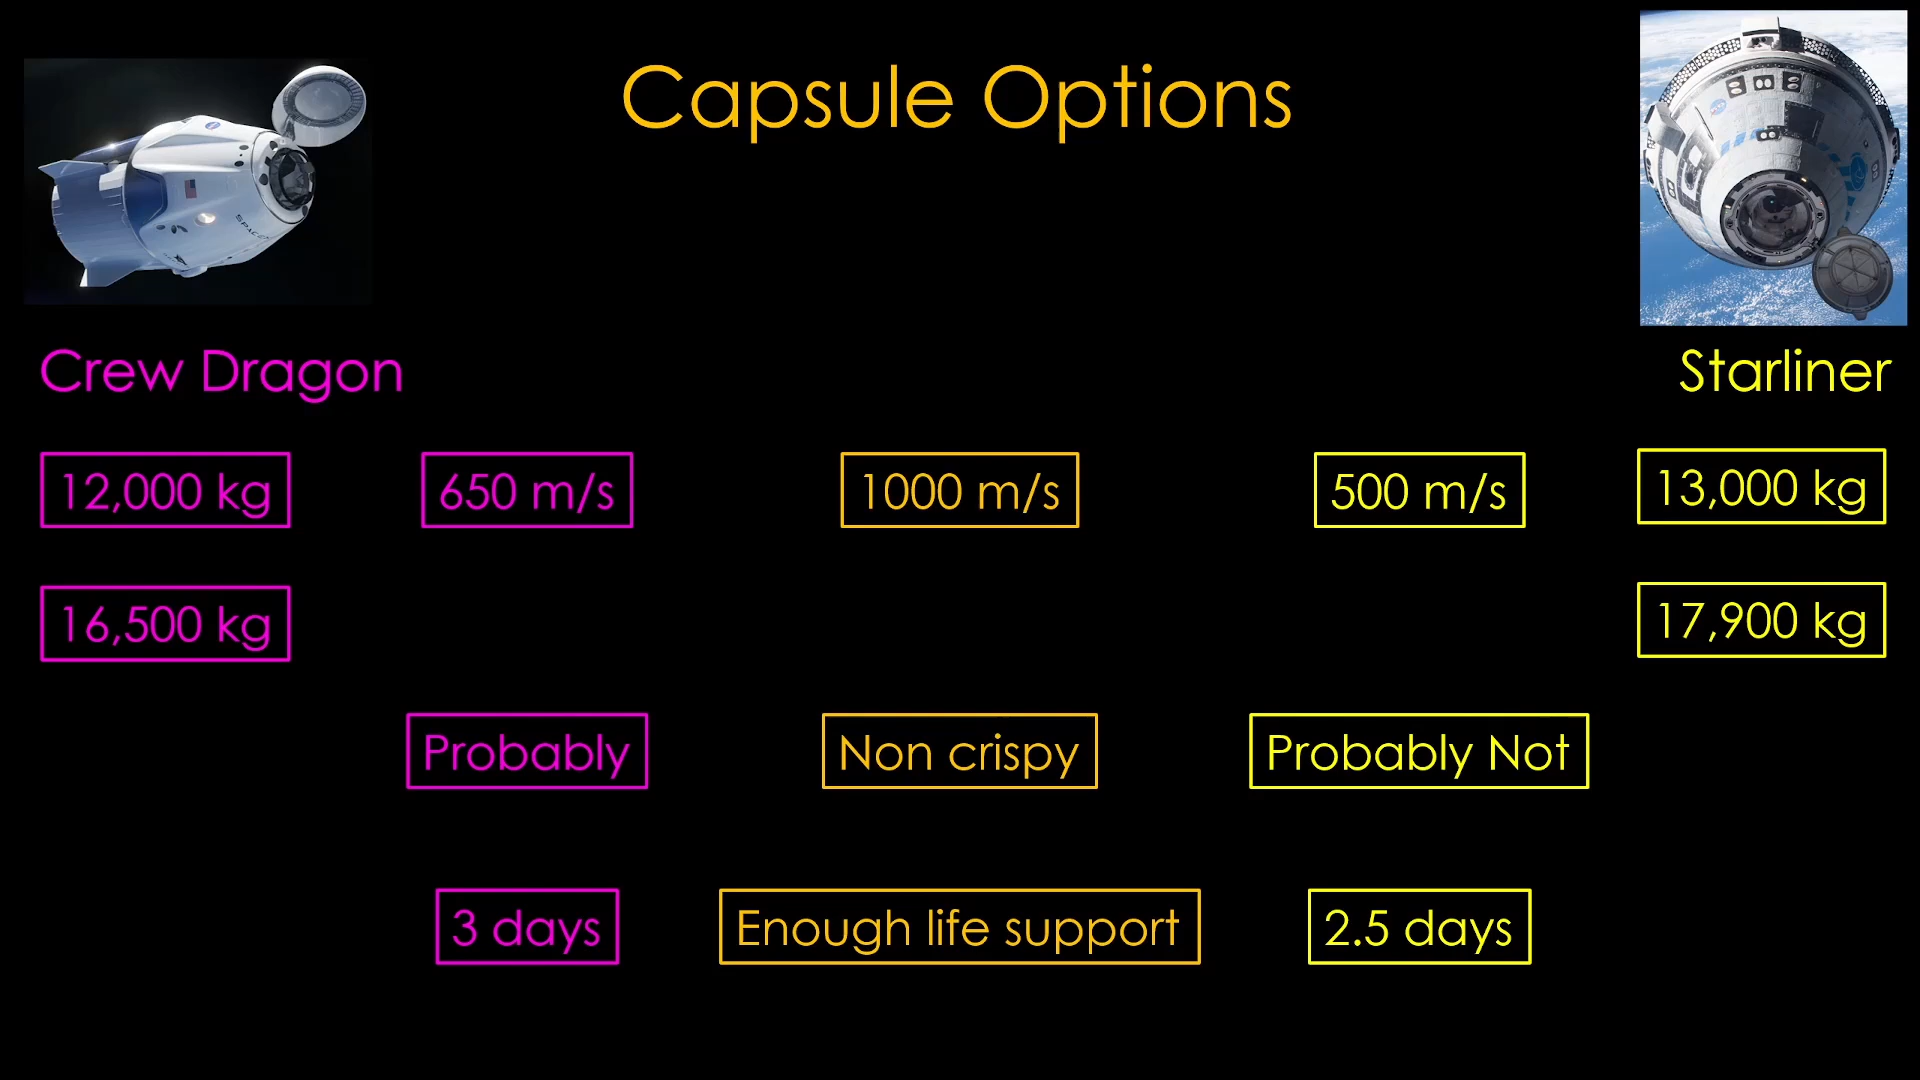 Capsule Options
SPACEX
Crew Dragon
Starliner
12,000 kg
650 m/s
1000 m/s
500 m/s
13,000 kg
16,500 kg
17,900 kg
Probably
Non crispy
Probably Not
3 days
Enough life support
2.5 days